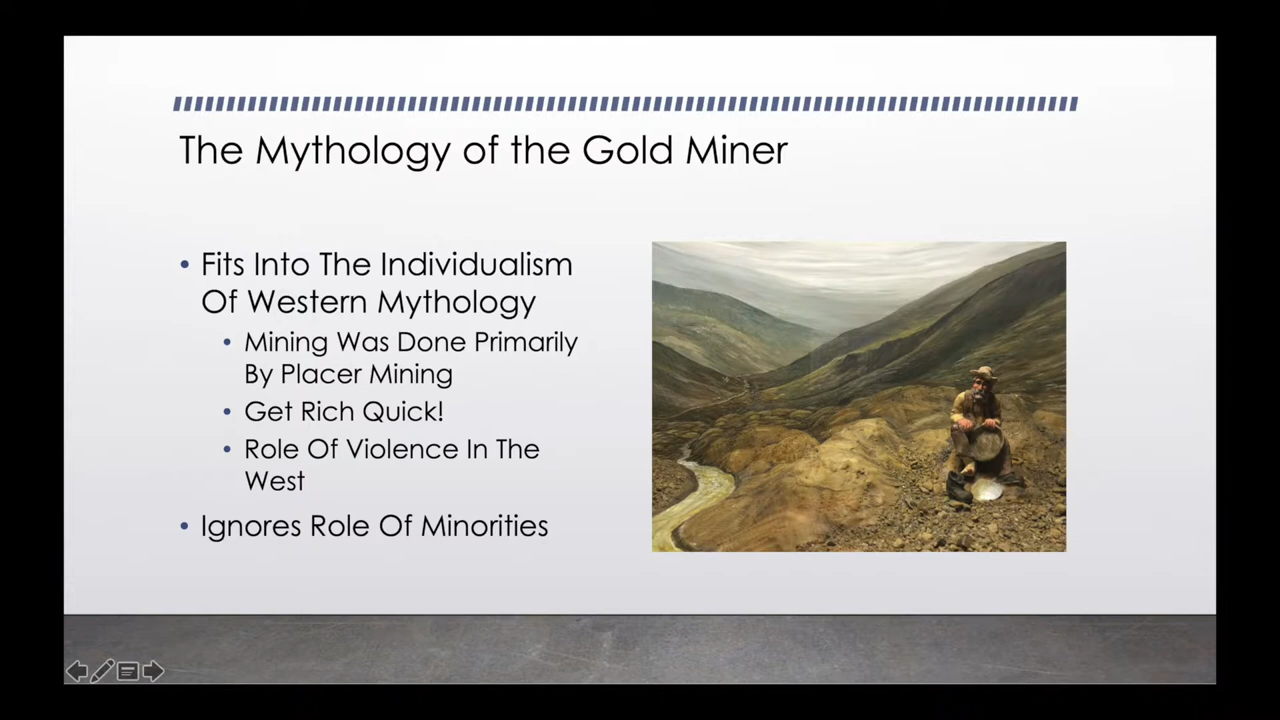 The Mythology of the Gold Miner
• Fits Into The Individualism
Of Western Mythology
• Mining Was Done Primarily
By Placer Mining
• Get Rich Quick!
• Role Of Violence In The
West
• Ignores Role Of Minorities